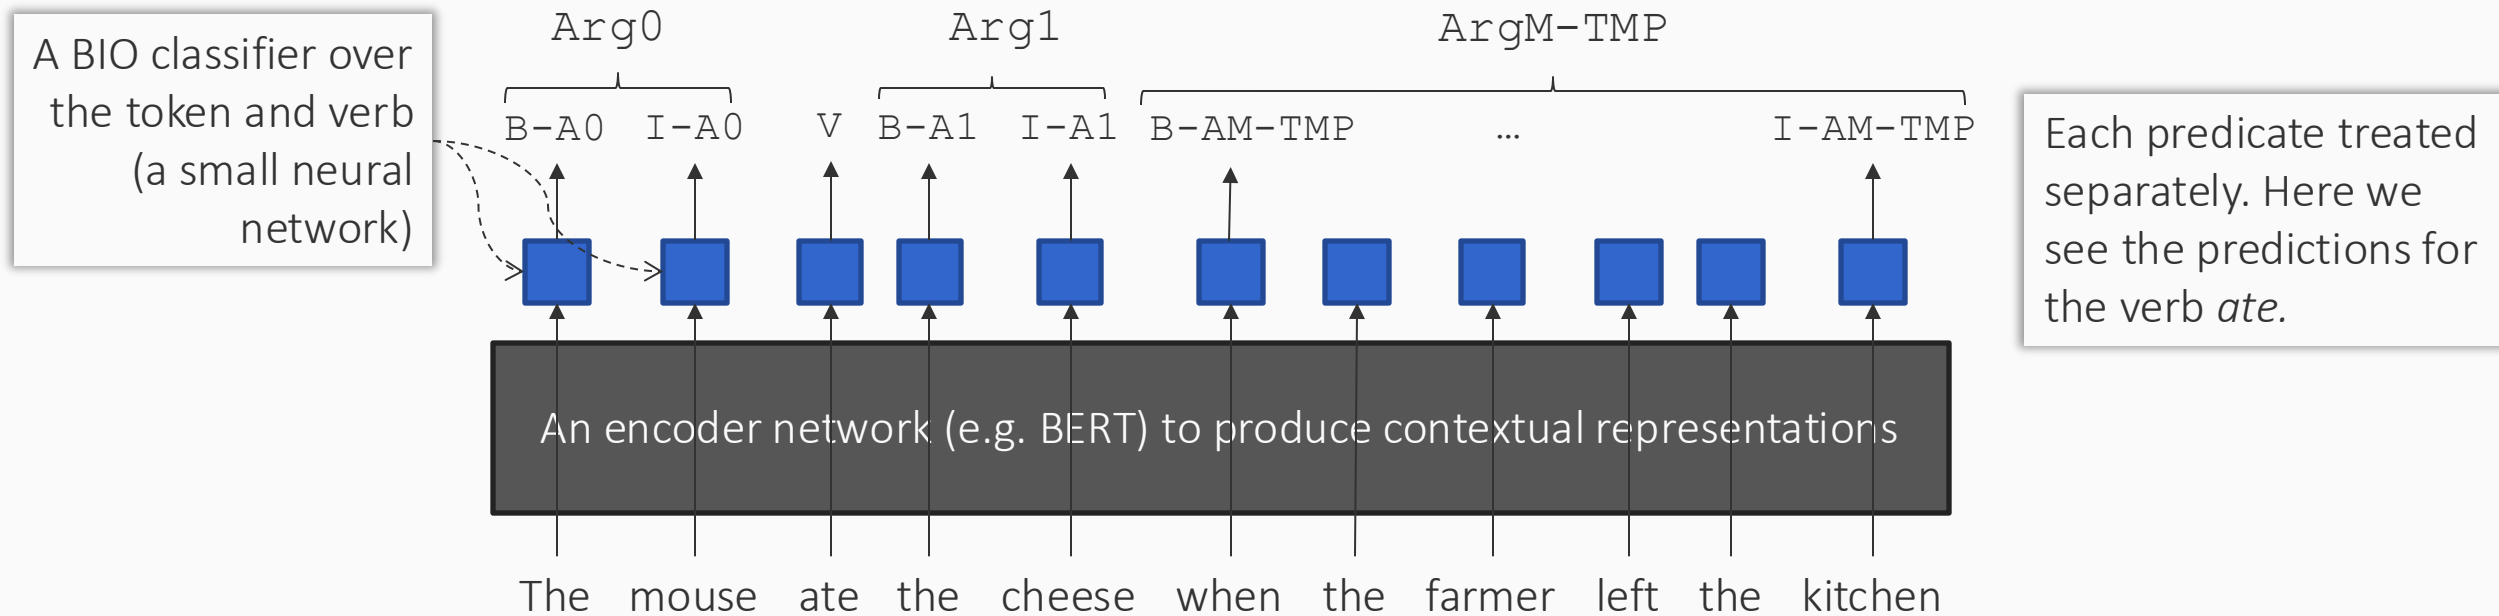 Arg0 Arg1 ArgM-TMP
A BIO classifier over
the token and verb
(a small neural
network)
B-A0 I-A0 V B-A1 I-A1 B-AM-TMP … I-AM-TMP
Each predicate treated
separately. Here we
see the predictions for
the verb ate.
An encoder network (e.g. BERT) to produce contextual representations
The mouse ate the cheese when the farmer left the kitchen